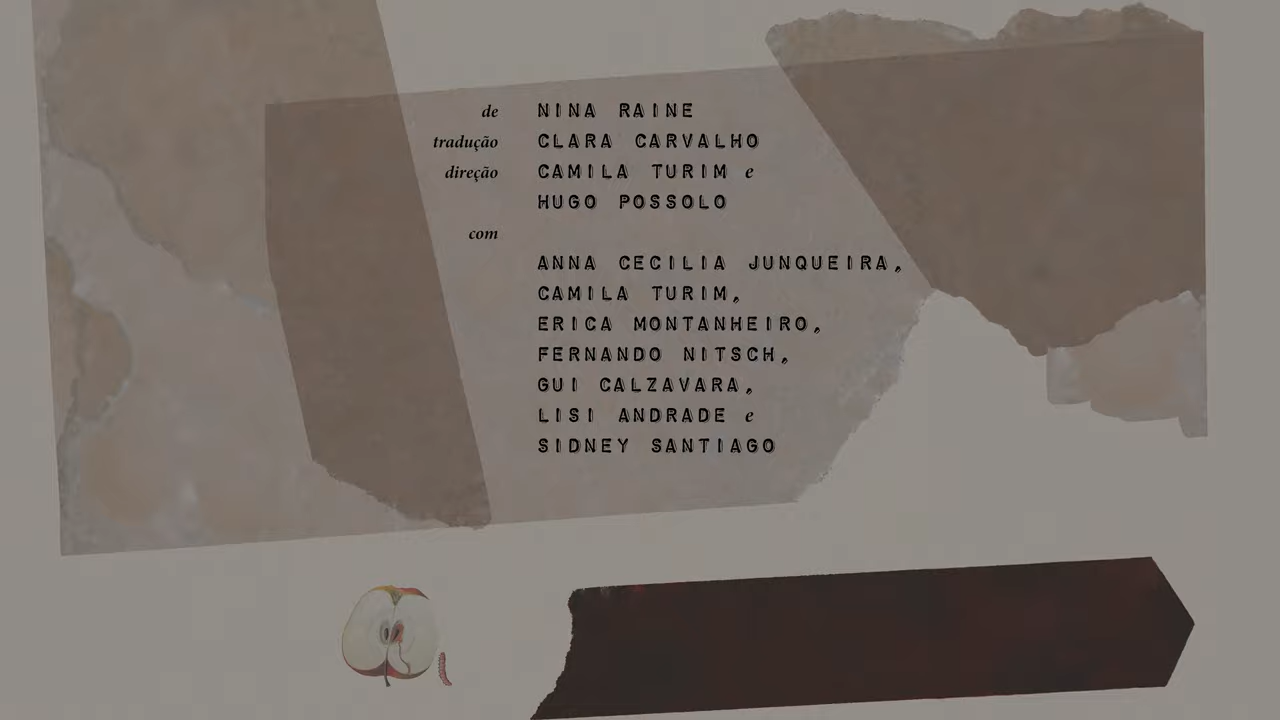 de NINA RAINE
tradução CLARA CARVALHO
direção CAMILA TURIM e
HUGO POSSOLO
com
ANNA CECILIA JUNQUEIRA,
CAMILA TURIM,
ERICA MONTANHEIRO,
FERNANDO NITSCH,
GUI CALZAVARA,
LISI ANDRADE e
SIDNEY SANTIAGO